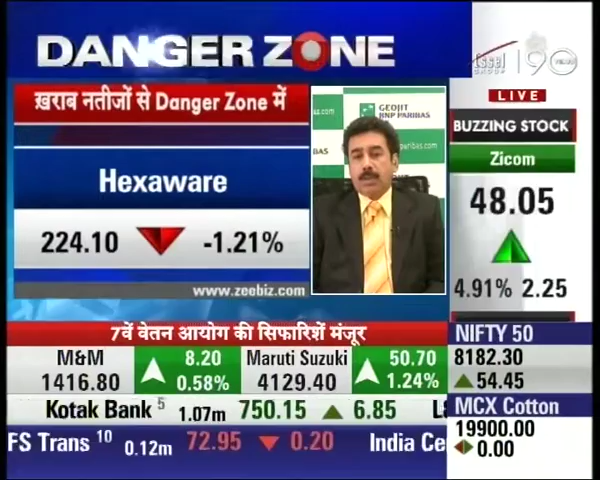 DANGER ZONE
Essel
GROUP
90
YEARS
LIVE
ख़राब नतीजों से Danger Zone में
Hexaware
224.10 -1.21%
www.zeebiz.com
GEOJIT
BNP PARIBAS
BUZZING STOCK
Zicom
48.05
4.91% 2.25
7वें वेतन आयोग की सिफारिशें मंजूर
M&M 8.20 Maruti Suzuki 50.70
1416.80 0.58% 4129.40 1.24%
Kotak Bank 5 1.07m 750.15 6.85
FS Trans 10 0.12m 72.95 0.20 India Ce
NIFTY 50
8182.30
54.45
MCX Cotton
19900.00
0.00